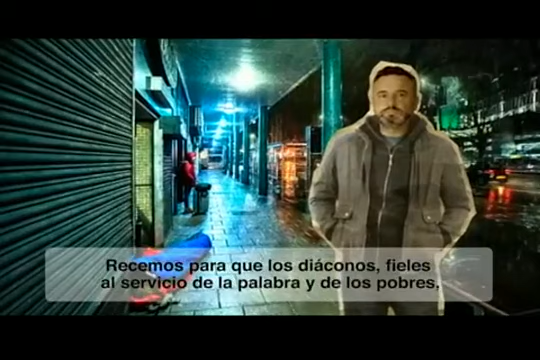 Recemos para que los diáconos, fieles
al servicio de la palabra y de los pobres,